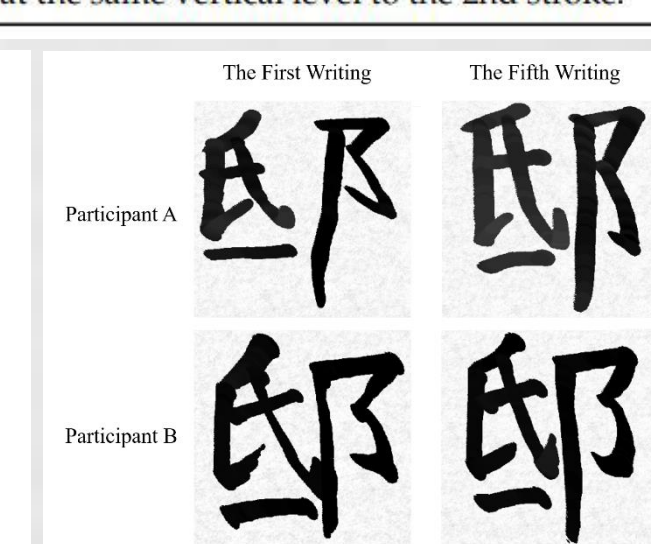 at the same vertical level to the 2nd stroke.
The First Writing The Fifth Writing
Participant A
邸 邸
Participant B
邸 邸